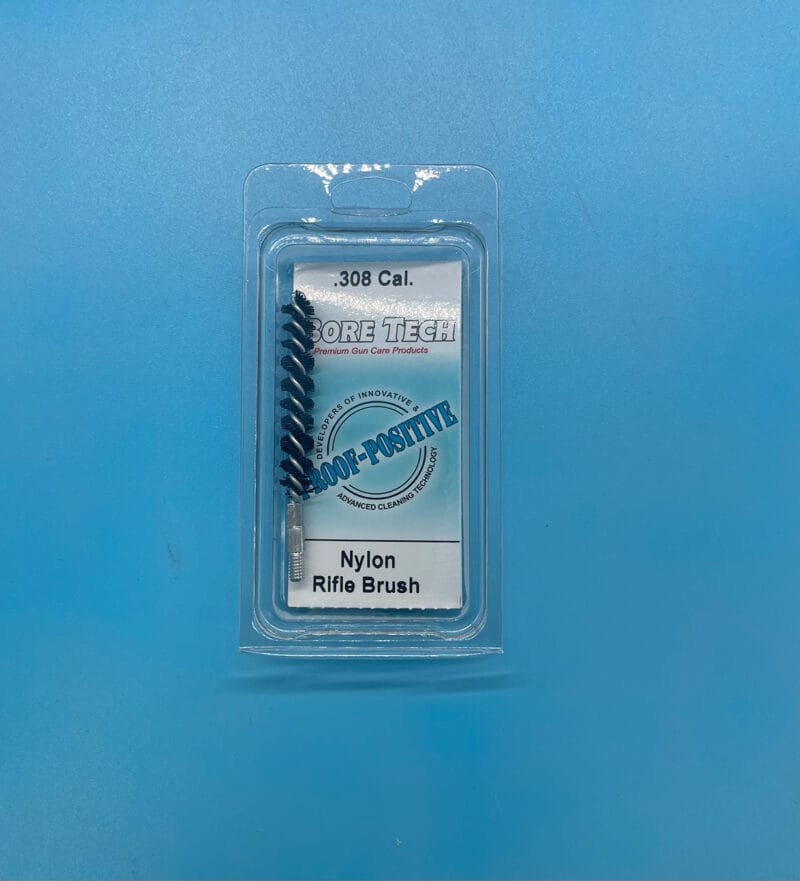 .308 Cal.
BORE TECH
Premium Gun Care Products
DEVELOPERS OF INNOVATIVE &
PROOF-POSITIVE
ADVANCED CLEANING TECHNOLOGY
Nylon
Rifle Brush